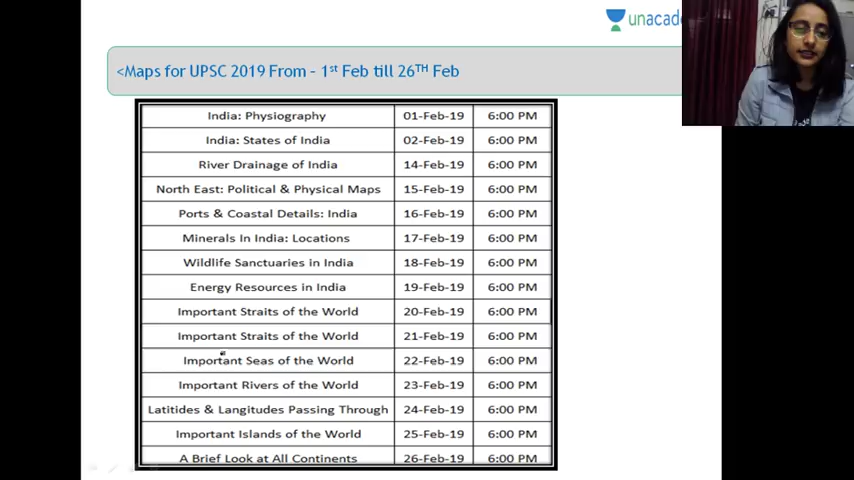 unacade
<Maps for UPSC 2019 From – 1st Feb till 26TH Feb
India: Physiography 01-Feb-19 6:00 PM
India: States of India 02-Feb-19 6:00 PM
River Drainage of India 14-Feb-19 6:00 PM
North East: Political & Physical Maps 15-Feb-19 6:00 PM
Ports & Coastal Details: India 16-Feb-19 6:00 PM
Minerals In India: Locations 17-Feb-19 6:00 PM
Wildlife Sanctuaries in India 18-Feb-19 6:00 PM
Energy Resources in India 19-Feb-19 6:00 PM
Important Straits of the World 20-Feb-19 6:00 PM
Important Straits of the World 21-Feb-19 6:00 PM
Important Seas of the World 22-Feb-19 6:00 PM
Important Rivers of the World 23-Feb-19 6:00 PM
Latitides & Langitudes Passing Through 24-Feb-19 6:00 PM
Important Islands of the World 25-Feb-19 6:00 PM
A Brief Look at All Continents 26-Feb-19 6:00 PM